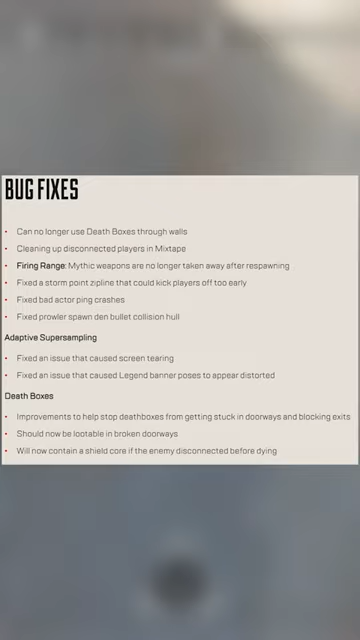 BUG FIXES
• Can no longer use Death Boxes through walls
• Cleaning up disconnected players in Mixtape
• Firing Range: Mythic weapons are no longer taken away after respawning
• Fixed a storm point zipline that could kick players off too early
• Fixed bad actor ping crashes
• Fixed prowler spawn den bullet collision hull
Adaptive Supersampling
• Fixed an issue that caused screen tearing
• Fixed an issue that caused Legend banner poses to appear distorted
Death Boxes
• Improvements to help stop deathboxes from getting stuck in doorways and blocking exits
• Should now be lootable in broken doorways
• Will now contain a shield core if the enemy disconnected before dying